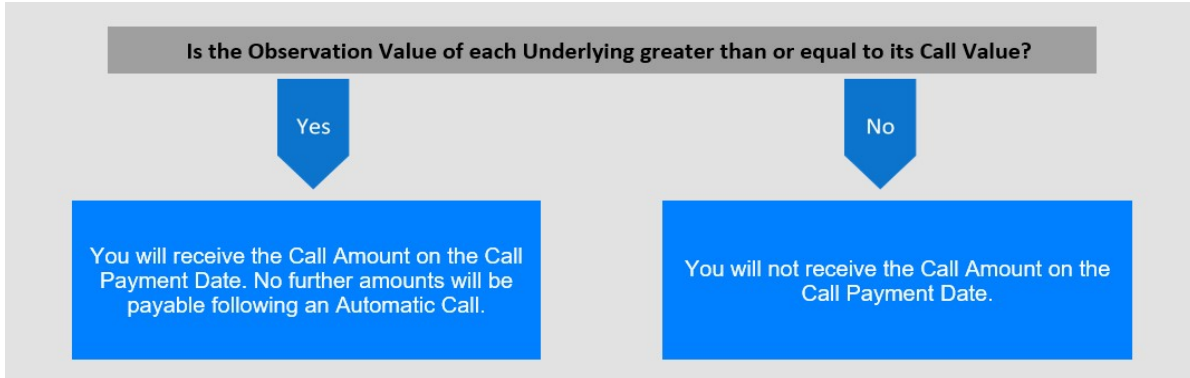 Is the Observation Value of each Underlying greater than or equal to its Call Value?
Yes
No
You will receive the Call Amount on the Call
Payment Date. No further amounts will be
payable following an Automatic Call.
You will not receive the Call Amount on the
Call Payment Date.